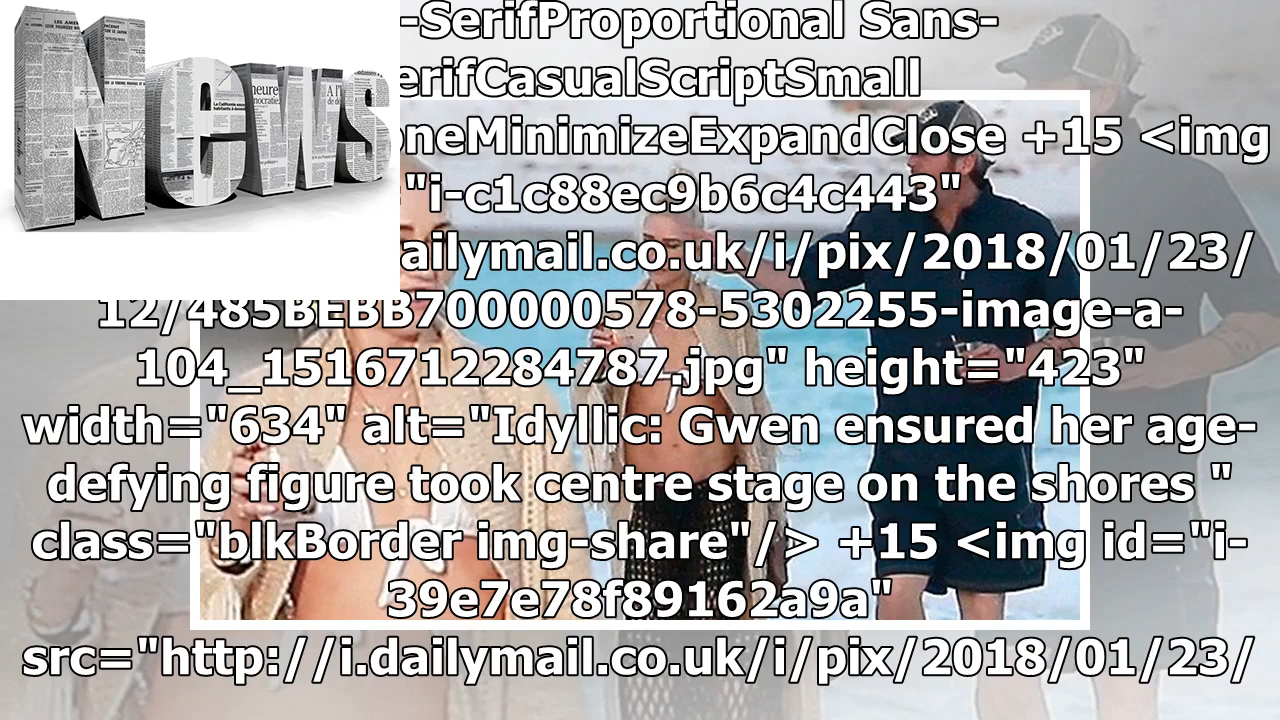 NEWS
-SerifProportional Sans-
erifCasualScriptSmall
oneMinimizeExpandClose +15 <img
"i-c1c88ec9b6c4c443"
ailymail.co.uk/i/pix/2018/01/23/
12/485BEBB700000578-5302255-image-a-
104_1516712284787.jpg" height="423"
width="634" alt="Idyllic: Gwen ensured her age-
defying figure took centre stage on the shores "
class="blkBorder img-share"/> +15 <img id="i-
39e7e78f89162a9a"
src="http://i.dailymail.co.uk/i/pix/2018/01/23/